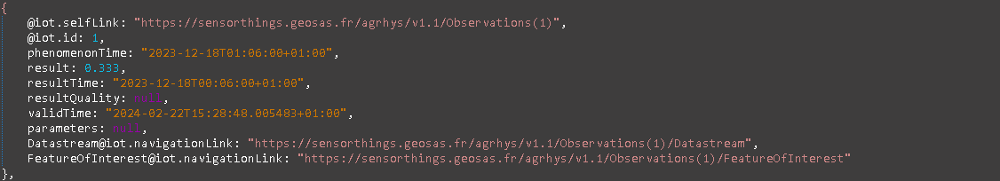 {
@iot.selfLink: "https://sensorthings.geosas.fr/agrhys/v1.1/Observations(1)",
@iot.id: 1,
phenomenonTime: "2023-12-18T01:06:00+01:00",
result: 0.333,
resultTime: "2023-12-18T00:06:00+01:00",
resultQuality: null,
validTime: "2024-02-22T15:28:48.005483+01:00",
parameters: null,
Datastream@iot.navigationLink: "https://sensorthings.geosas.fr/agrhys/v1.1/Observations(1)/Datastream",
FeatureOfInterest@iot.navigationLink: "https://sensorthings.geosas.fr/agrhys/v1.1/Observations(1)/FeatureOfInterest"
},